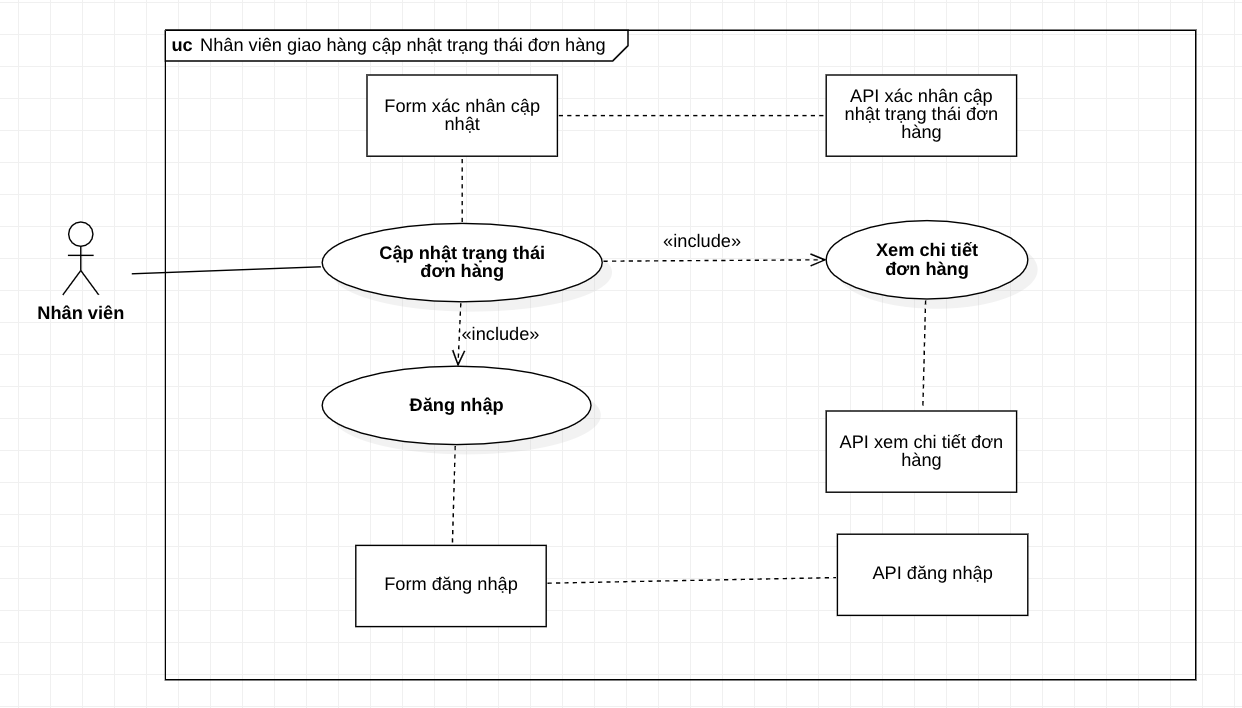 uc Nhân viên giao hàng cập nhật trạng thái đơn hàng
Form xác nhân cập
nhật
API xác nhân cập
nhật trạng thái đơn
hàng
Cập nhật trạng thái
đơn hàng
«include»
Xem chi tiết
đơn hàng
Nhân viên
«include»
Đăng nhập
API xem chi tiết đơn
hàng
Form đăng nhập
API đăng nhập